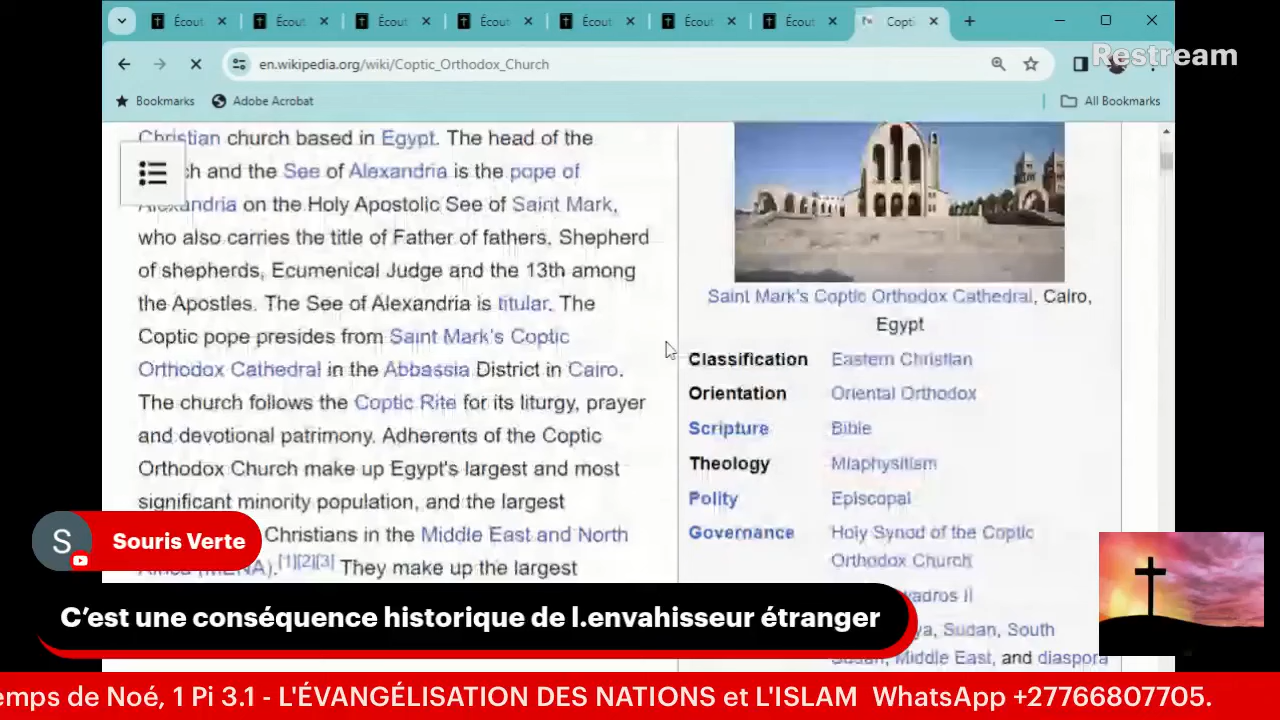 Écout
Écout
Écout
Écout
Écout
Écout
Écout
Copti
en.wikipedia.org/wiki/Coptic_Orthodox_Church
Restream
Bookmarks
Adobe Acrobat
All Bookmarks
Christian church based in Egypt. The head of the
ch and the See of Alexandria is the pope of
Alexandria on the Holy Apostolic See of Saint Mark,
who also carries the title of Father of fathers, Shepherd
of shepherds, Ecumenical Judge and the 13th among
the Apostles. The See of Alexandria is titular. The
Coptic pope presides from Saint Mark's Coptic
Orthodox Cathedral in the Abbassia District in Cairo.
The church follows the Coptic Rite for its liturgy, prayer
and devotional patrimony. Adherents of the Coptic
Orthodox Church make up Egypt's largest and most
significant minority population, and the largest
Christians in the Middle East and North
Africa (MENA).[1][2][3] They make up the largest
Saint Mark's Coptic Orthodox Cathedral, Cairo,
Egypt
Classification Eastern Christian
Orientation Oriental Orthodox
Scripture Bible
Theology Miaphysitism
Polity Episcopal
Governance Holy Synod of the Coptic
Orthodox Church
wadros II
ya, Sudan, South
Sudan, Middle East, and diaspora
S
Souris Verte
C'est une conséquence historique de l.envahisseur étranger
emps de Noé, 1 Pi 3.1 - L'ÉVANGÉLISATION DES NATIONS et L'ISLAM WhatsApp +27766807705.